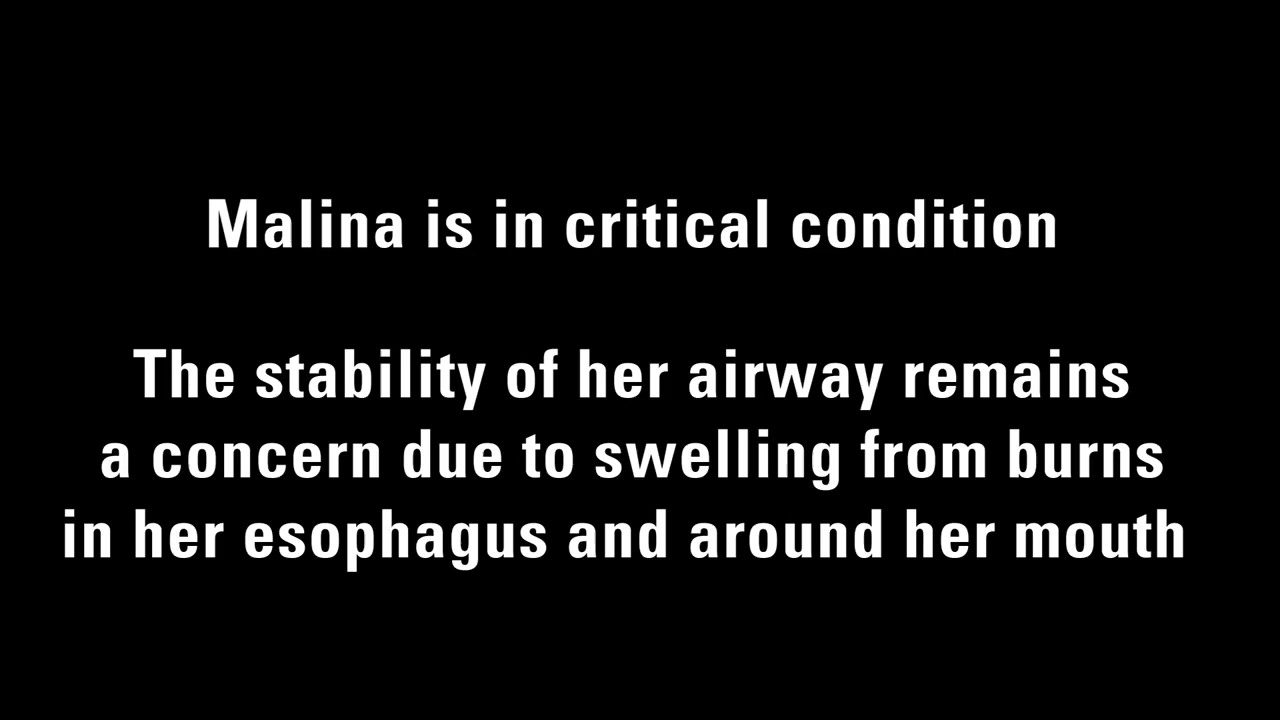 Malina is in critical condition
The stability of her airway remains
a concern due to swelling from burns
in her esophagus and around her mouth